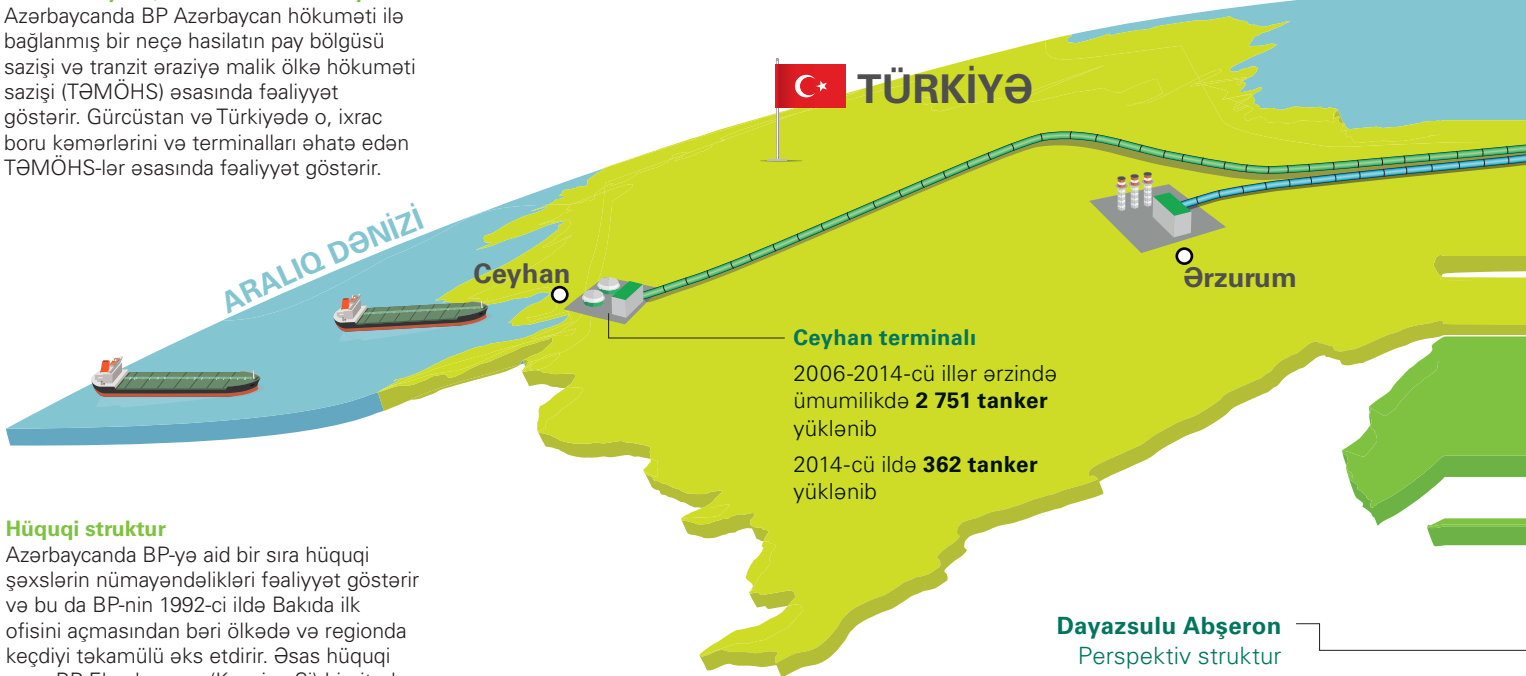 Azərbaycanda BP Azərbaycan hökuməti ilə
bağlanmış bir neçə hasilatın pay bölgüsü
sazişi və tranzit əraziyə malik ölkə hökuməti
sazişi (TƏMÖHS) əsasında fəaliyyət
göstərir. Gürcüstan və Türkiyədə o, ixrac
boru kəmərlərini və terminalları əhatə edən
TƏMÖHS-lər əsasında fəaliyyət göstərir.
TÜRKİYƏ
ARALIQ DƏNİZİ
Ceyhan
Ərzurum
Ceyhan terminalı
2006-2014-cü illər ərzində
ümumilikdə 2 751 tanker
yüklənib
2014-cü ildə 362 tanker
yüklənib
Hüquqi struktur
Azərbaycanda BP-yə aid bir sıra hüquqi
şəxslərin nümayəndəlikləri fəaliyyət göstərir
və bu da BP-nin 1992-ci ildə Bakıda ilk
ofisini açmasından bəri ölkədə və regionda
keçdiyi təkamülü əks etdirir. Əsas hüquqi
Dayazsulu Abşeron
Perspektiv struktur